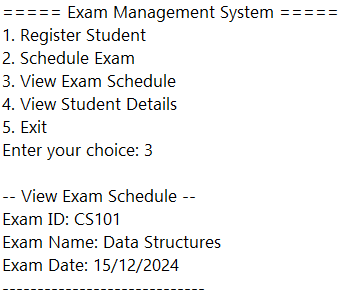 ===== Exam Management System =====
1. Register Student
2. Schedule Exam
3. View Exam Schedule
4. View Student Details
5. Exit
Enter your choice: 3

-- View Exam Schedule --
Exam ID: CS101
Exam Name: Data Structures
Exam Date: 15/12/2024
-----------------------------